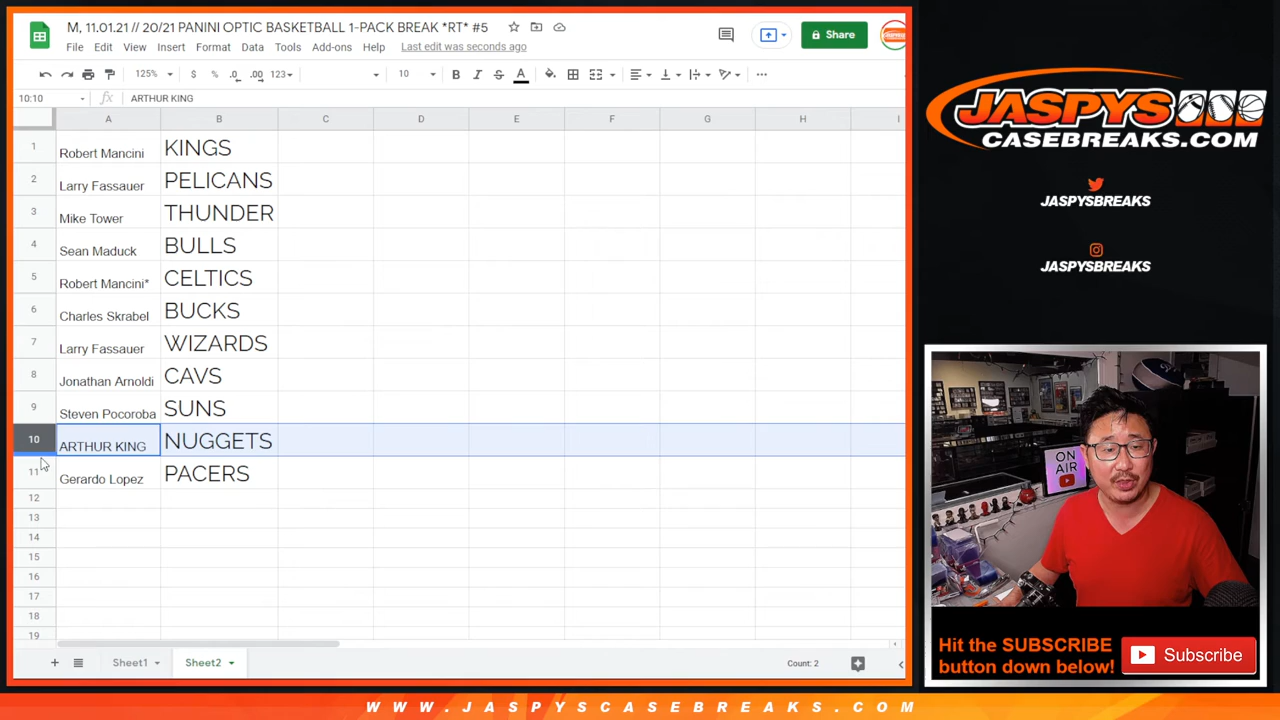 M, 11.01.21 // 20/21 PANINI OPTIC BASKETBALL 1-PACK BREAK *RT* #5
File Edit View Insert Format Data Tools Add-ons Help Last edit was seconds ago
Share
125% $ % .0 .00 123 10 B I S A
10:10 fx ARTHUR KING
A B C D E F G H I
1 Robert Mancini KINGS
2 Larry Fassauer PELICANS
3 Mike Tower THUNDER
4 Sean Maduck BULLS
5 Robert Mancini* CELTICS
6 Charles Skrabel BUCKS
7 Larry Fassauer WIZARDS
8 Jonathan Arnoldi CAVS
9 Steven Pocoroba SUNS
10 ARTHUR KING NUGGETS
11 Gerardo Lopez PACERS
12
13
14
15
16
17
18
19
Sheet1 Sheet2 Count: 2
JASPYS
CASEBREAKS.COM
JASPYSBREAKS
JASPYSBREAKS
ON
AIR
Hit the SUBSCRIBE
button down below!
Subscribe
WWW.JASPYSCASEBREAKS.COM